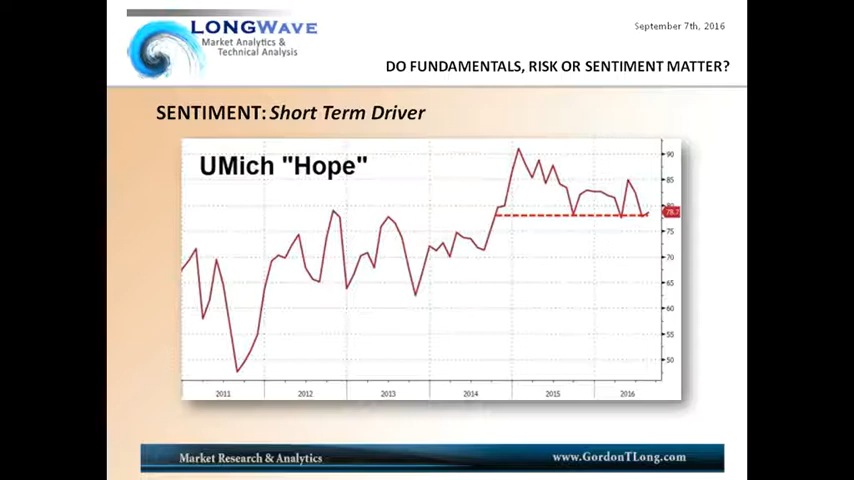 LONGWAVE
Market Analytics &
Technical Analysis
September 7th, 2016
DO FUNDAMENTALS, RISK OR SENTIMENT MATTER?
SENTIMENT: Short Term Driver
UMich "Hope"
90
85
80
78.7
75
70
65
60
55
50
2011
2012
2013
2014
2015
2016
Market Research & Analytics
www.GordonTLong.com